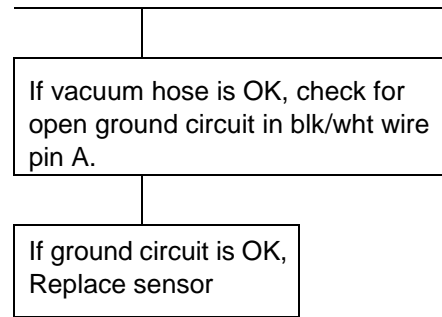 If vacuum hose is OK, check for
open ground circuit in blk/wht wire
pin A.
If ground circuit is OK,
Replace sensor